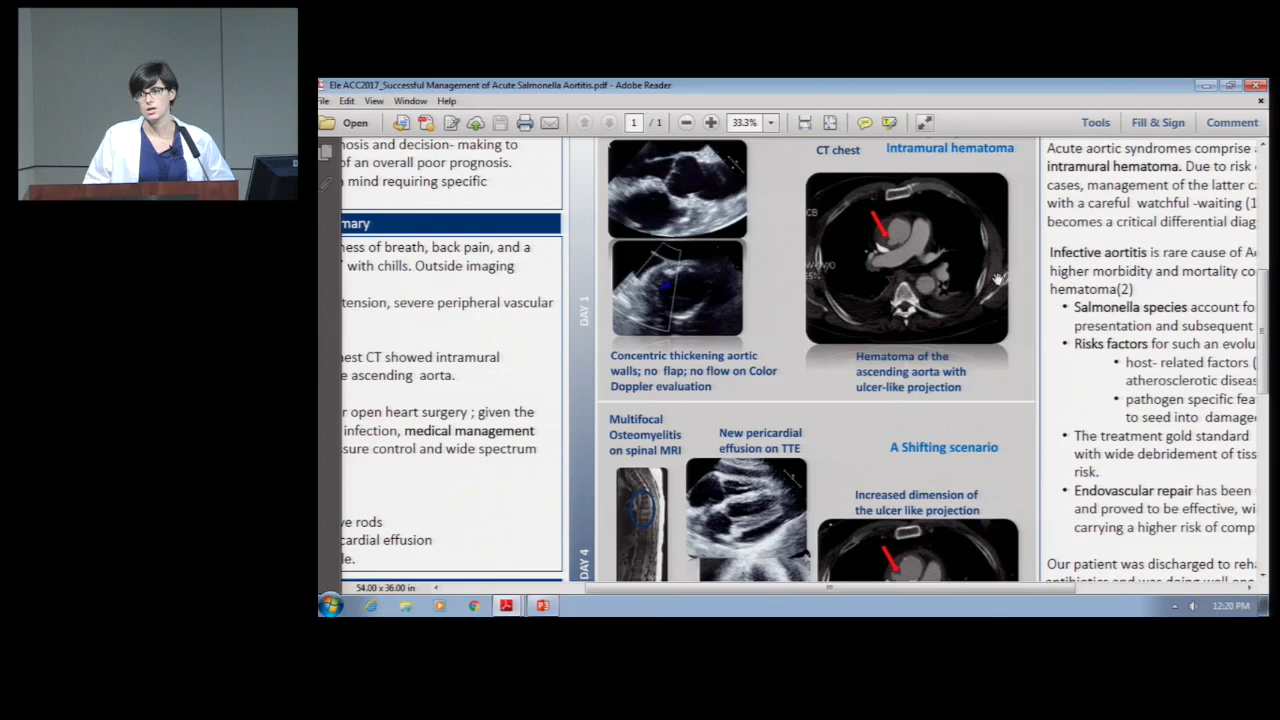 Ele ACC2017_Successful Management of Acute Salmonella Aortitis.pdf - Adobe Reader
File Edit View Window Help
Open 1 / 1 33.3% Tools Fill & Sign Comment
nosis and decision- making to
of an overall poor prognosis.
mind requiring specific
mary
ness of breath, back pain, and a
with chills. Outside imaging
tension, severe peripheral vascular
est CT showed intramural
ascending aorta.
r open heart surgery ; given the
infection, medical management
sure control and wide spectrum
ve rods
cardial effusion
le.
54.00 x 36.00 in
DAY 1
CT chest
Intramural hematoma
Concentric thickening aortic
walls; no flap; no flow on Color
Doppler evaluation
Hematoma of the
ascending aorta with
ulcer-like projection
DAY 4
Multifocal
Osteomyelitis
on spinal MRI
New pericardial
effusion on TTE
A Shifting scenario
Increased dimension of
the ulcer like projection
Acute aortic syndromes comprise
intramural hematoma. Due to risk
cases, management of the latter
with a careful watchful -waiting (1
becomes a critical differential diag
Infective aortitis is rare cause of
higher morbidity and mortality co
hematoma(2)
• Salmonella species account fo
presentation and subsequent
• Risks factors for such an evolu
• host- related factors (
atherosclerotic diseas
• pathogen specific fea
to seed into damage
• The treatment gold standard
with wide debridement of tiss
risk.
• Endovascular repair has been
and proved to be effective, wi
carrying a higher risk of comp
Our patient was discharged to reha
12:20 PM